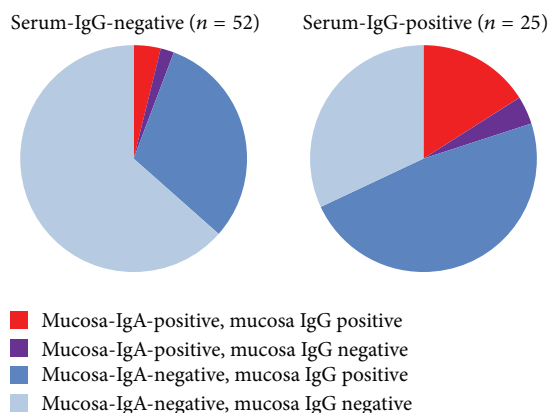 Serum-IgG-negative (n = 52)
Serum-IgG-positive (n = 25)
Mucosa-IgA-positive, mucosa IgG positive
Mucosa-IgA-positive, mucosa IgG negative
Mucosa-IgA-negative, mucosa IgG positive
Mucosa-IgA-negative, mucosa IgG negative